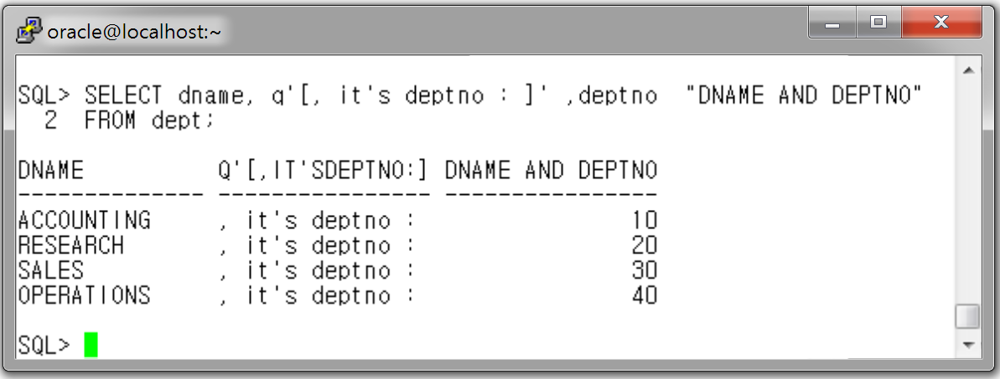 oracle@localhost:~
SQL> SELECT dname, q'[, it's deptno : ]' ,deptno  "DNAME AND DEPTNO"
  2  FROM dept;
DNAME          Q'[,IT'SDEPTNO:] DNAME AND DEPTNO
-------------- ---------------- ----------------
ACCOUNTING     , it's deptno :                10
RESEARCH       , it's deptno :                20
SALES          , it's deptno :                30
OPERATIONS     , it's deptno :                40
SQL>